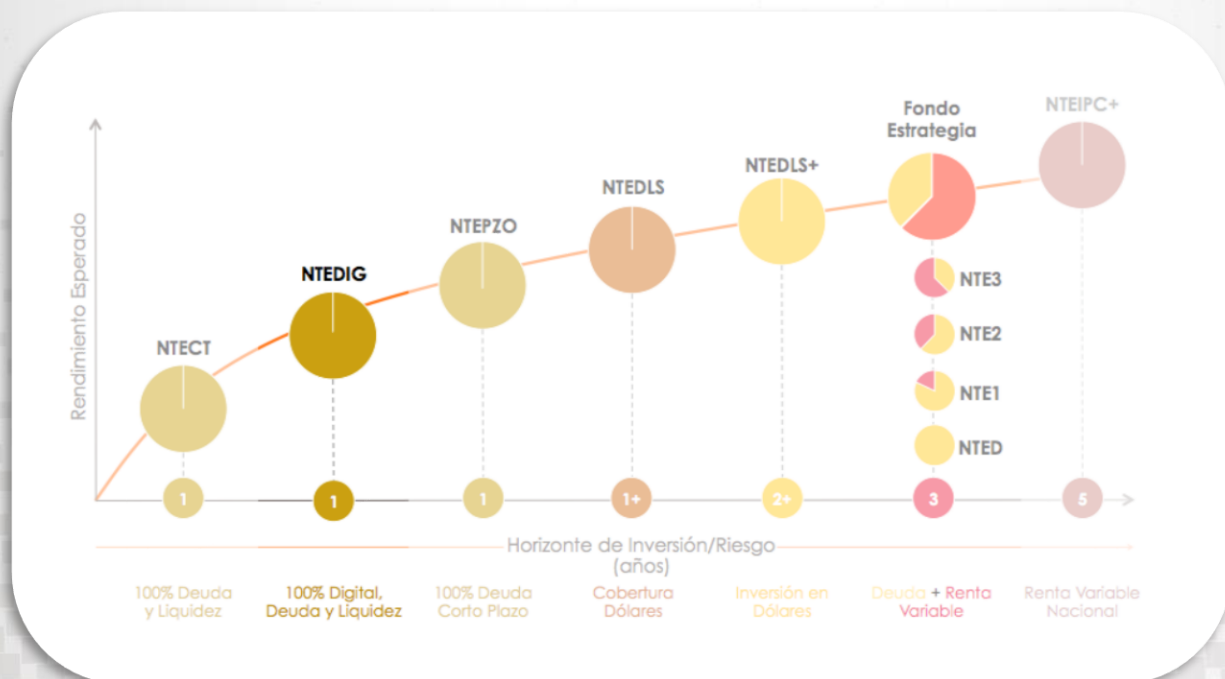 Rendimiento Esperado
NTECT
NTEDIG
NTEPZO
NTEDLS
NTEDLS+
Fondo
Estrategia
NTEIPC+
NTE3
NTE2
NTE1
NTED
1
1
1
1+
2+
3
5
Horizonte de Inversión/Riesgo
(años)
100% Deuda
y Liquidez
100% Digital,
Deuda y Liquidez
100% Deuda
Corto Plazo
Cobertura
Dólares
Inversión en
Dólares
Deuda + Renta
Variable
Renta Variable
Nacional